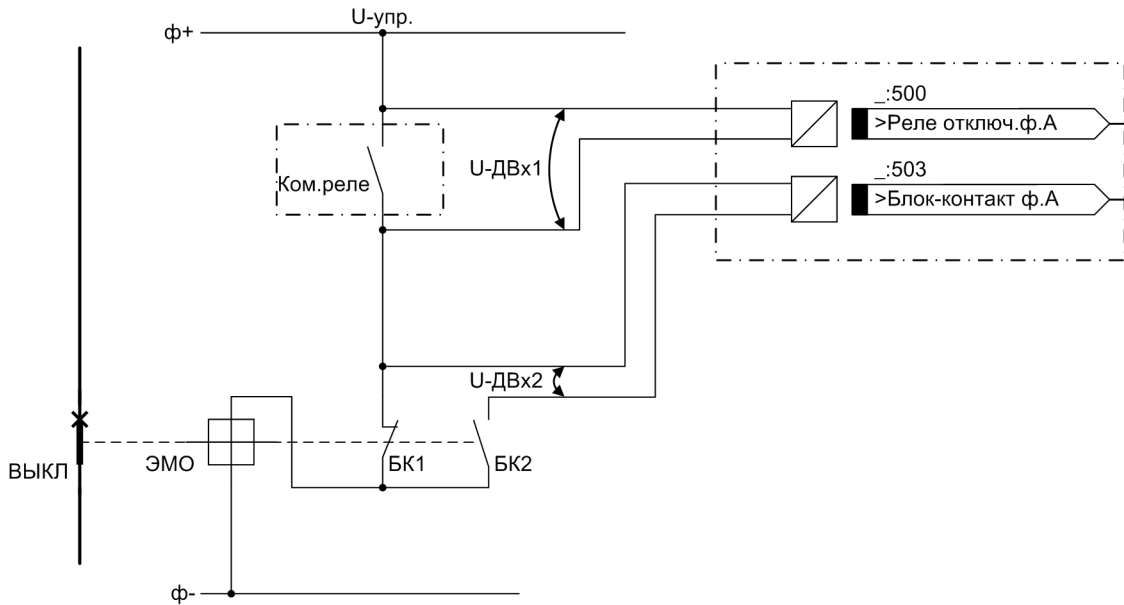 U-упр.
ф+
_:500
>Реле отключ.ф.А
U-ДВх1
Ком.реле
_:503
>Блок-контакт ф.А
U-ДВх2
ВЫКЛ
ЭМО
БК1
БК2
ф-